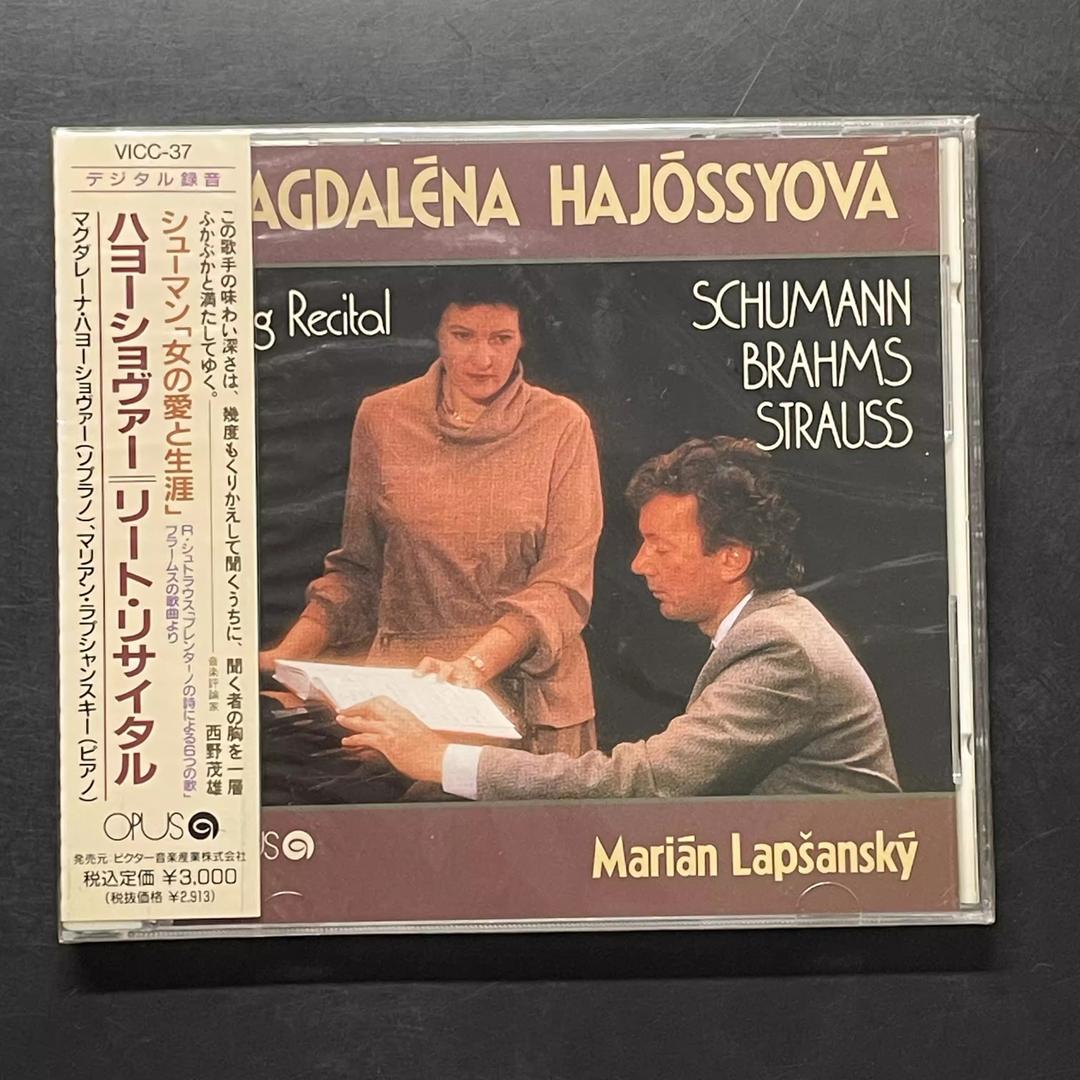 VICC-37
デジタル録音
この歌手の味わい深さは、幾度もくりかえして聞くうちに、聞く者の胸を一層
ふかぶかと満たしてゆく。
音楽評論家 西野茂雄
シューマン「女の愛と生涯」
R・シュトラウス「ブレンターノの詩による6つの歌」
ブラームスの歌曲より
ハヨーショヴァー=リート・リサイタル
マグダレーナ・ハヨーショヴァー(ソプラノ)、マリアン・ラプシャンスキー(ピアノ)
OPUS
発売元 ビクター音楽産業株式会社
税込定価 ¥3,000
(税抜価格 ¥2,913)
AGDALÉNA HAJÓSSYOVÁ
g Recital
SCHUMANN
BRAHMS
STRAUSS
US
Marián Lapšanský